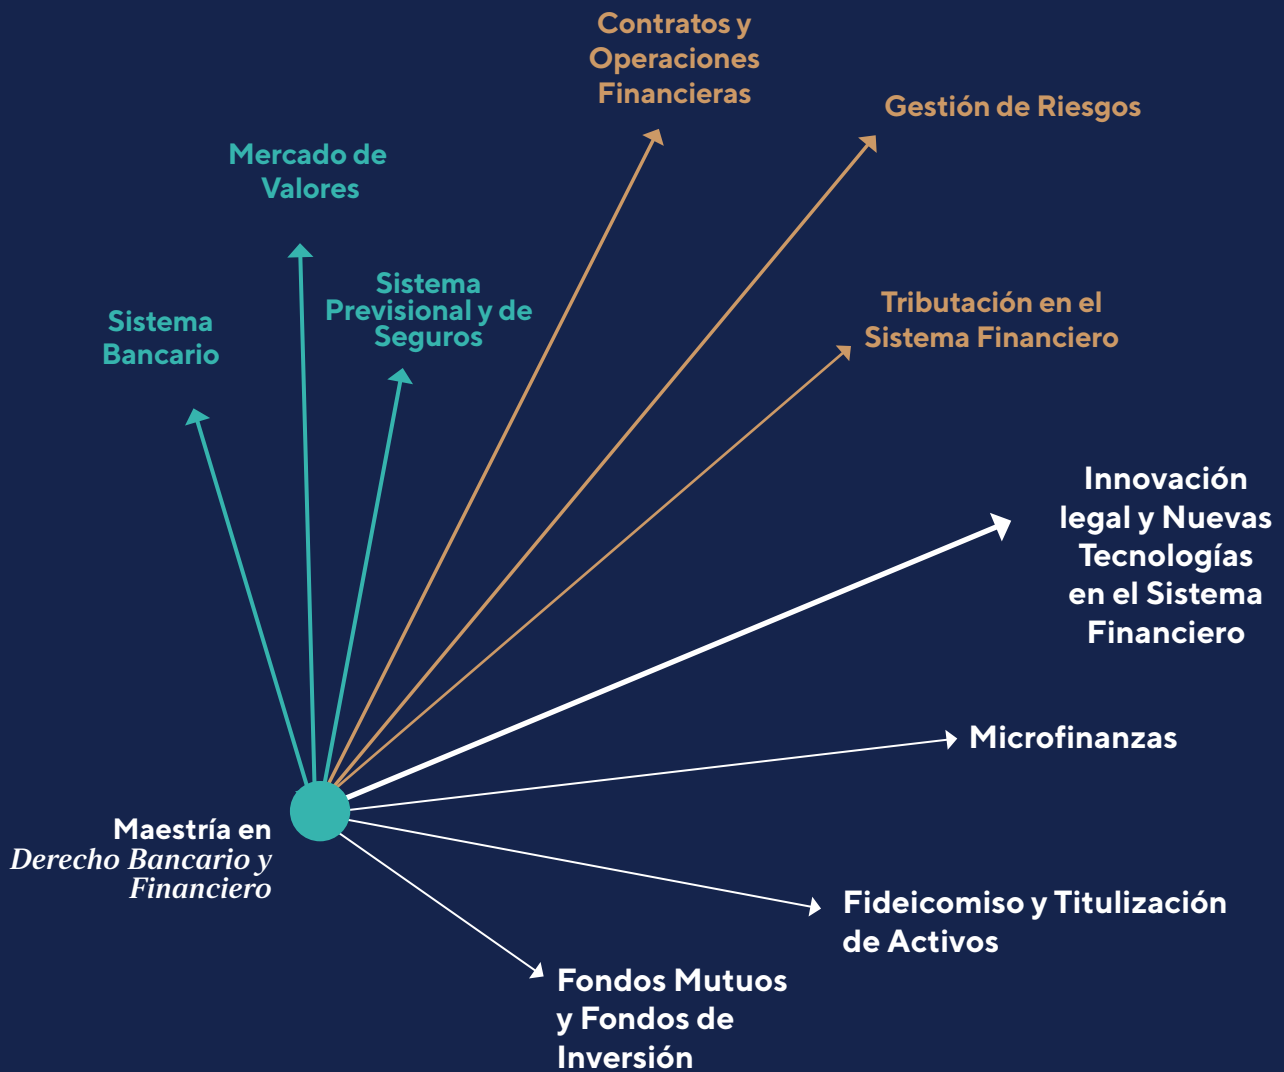 Contratos y
Operaciones
Financieras
Gestión de Riesgos
Mercado de
Valores
Sistema
Previsional y de
Seguros
Sistema
Bancario
Tributación en el
Sistema Financiero
Innovación
legal y Nuevas
Tecnologías
en el Sistema
Financiero
Microfinanzas
Maestría en
Derecho Bancario y
Financiero
Fideicomiso y Titulización
de Activos
Fondos Mutuos
y Fondos de
Inversión